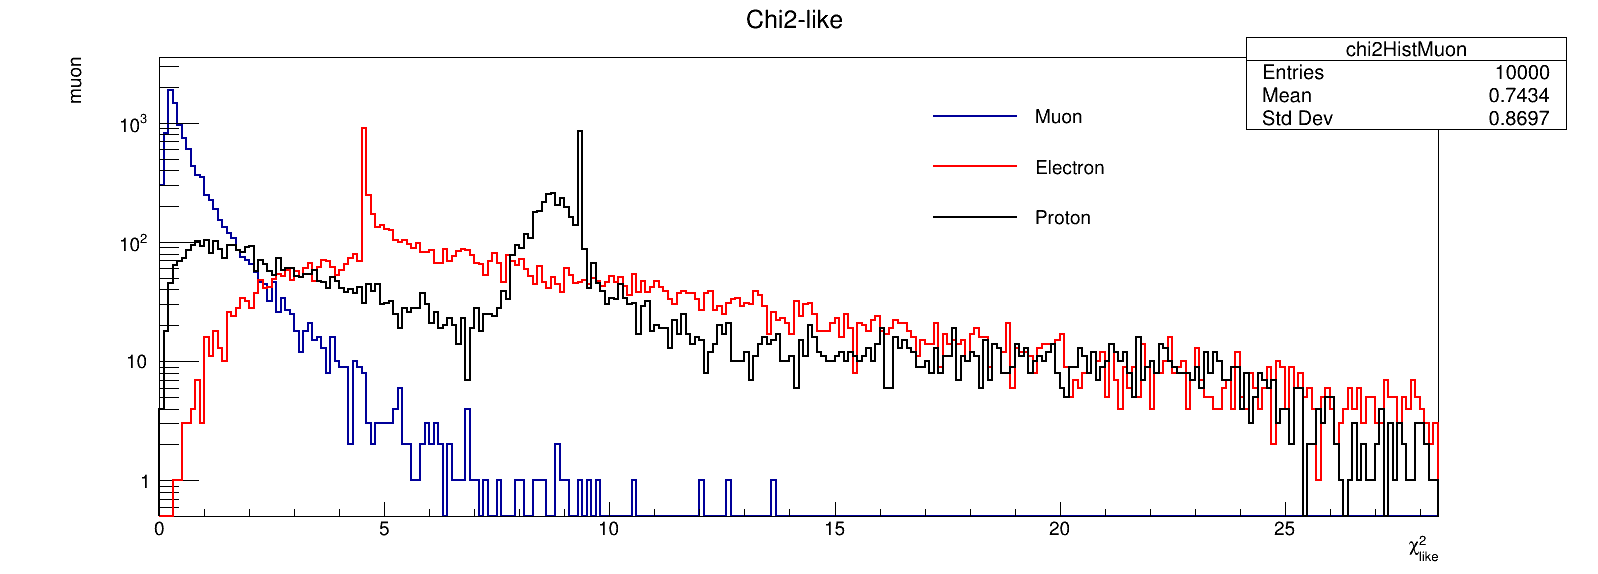 Chi2-like
chi2HistMuon
Entries 10000
Mean 0.7434
Std Dev 0.8697
muon
Muon
Electron
Proton
10³
10²
10
1
0 5 10 15 20 25
χ²like